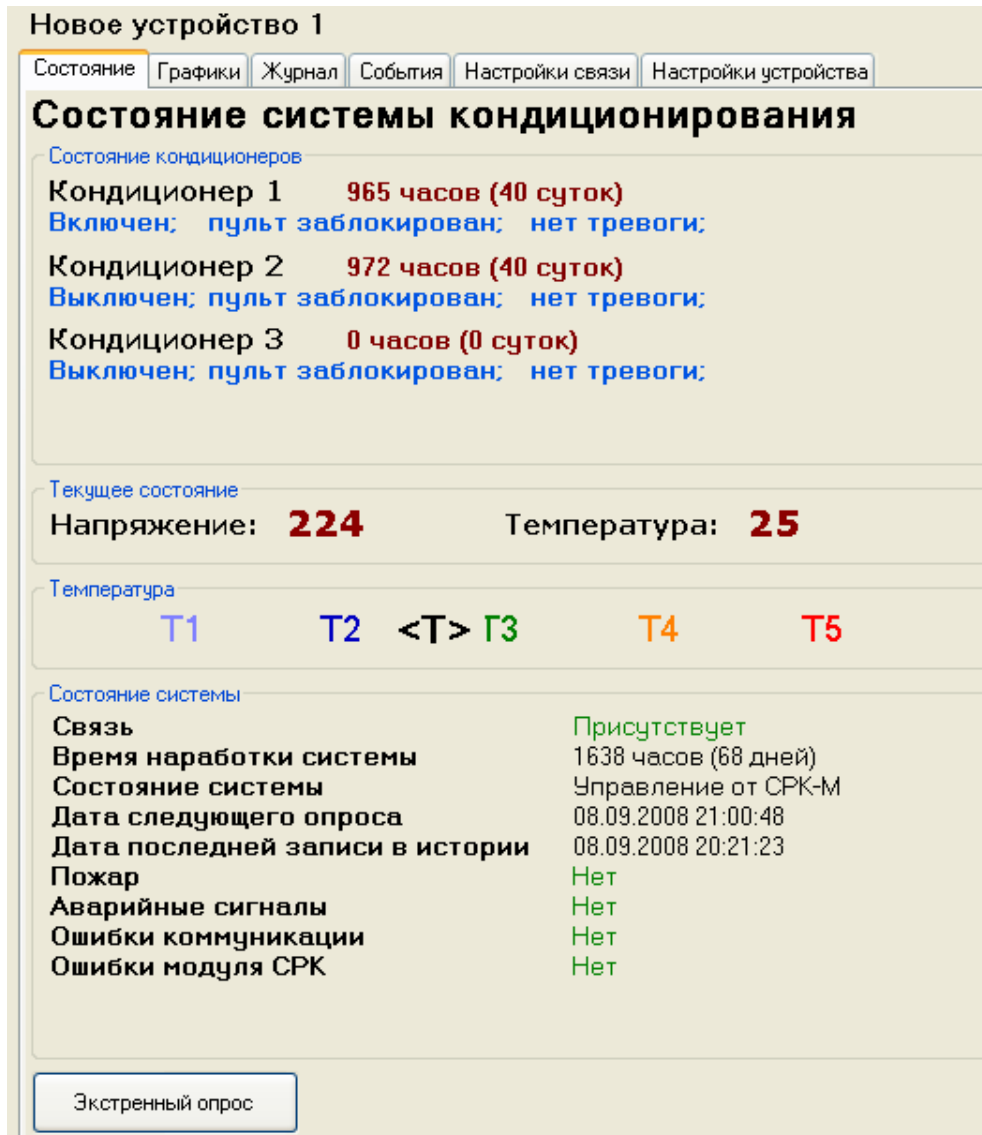 Новое устройство 1
Состояние Графики Журнал События Настройки связи Настройки устройства
Состояние системы кондиционирования
Состояние кондиционеров
Кондиционер 1 965 часов (40 суток)
Включен; пульт заблокирован; нет тревоги;
Кондиционер 2 972 часов (40 суток)
Выключен; пульт заблокирован; нет тревоги;
Кондиционер 3 0 часов (0 суток)
Выключен; пульт заблокирован; нет тревоги;
Текущее состояние
Напряжение: 224 Температура: 25
Температура
T1 T2 <T> T3 T4 T5
Состояние системы
Связь Присутствует
Время наработки системы 1638 часов (68 дней)
Состояние системы Управление от СРК-М
Дата следующего опроса 08.09.2008 21:00:48
Дата последней записи в истории 08.09.2008 20:21:23
Пожар Нет
Аварийные сигналы Нет
Ошибки коммуникации Нет
Ошибки модуля СРК Нет
Экстренный опрос